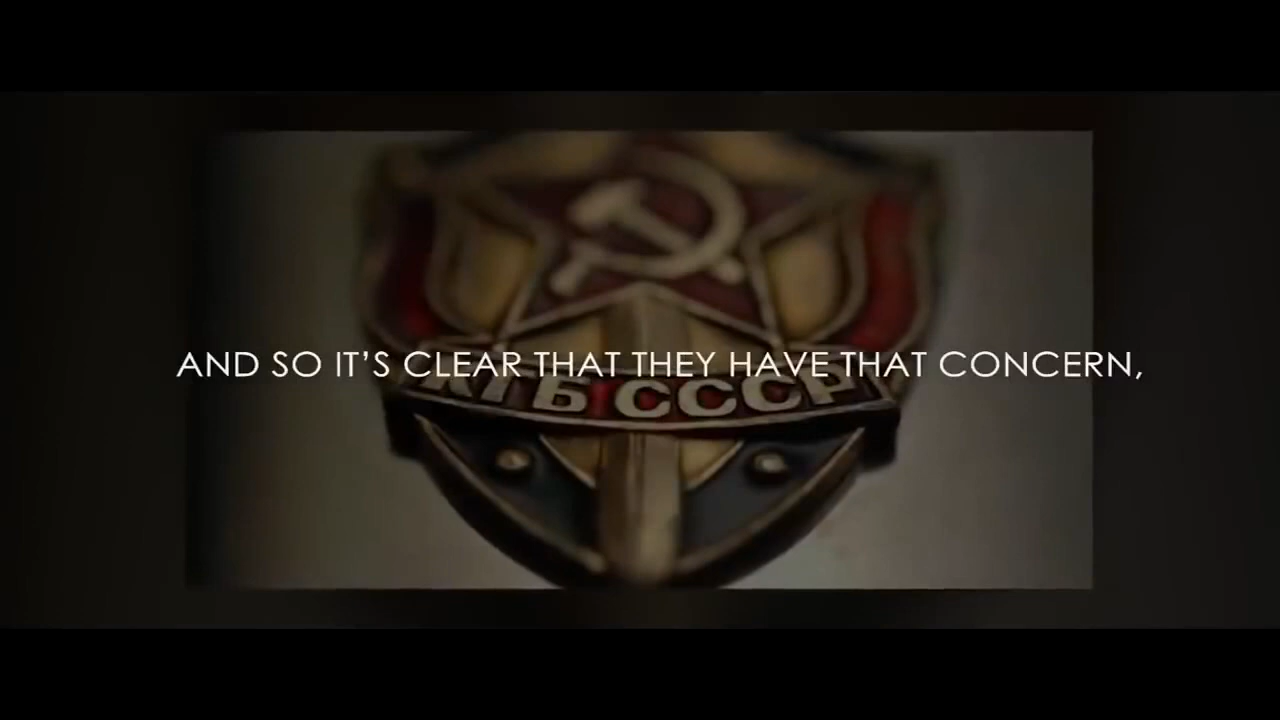 AND SO IT’S CLEAR THAT THEY HAVE THAT CONCERN,
КГБ СССР